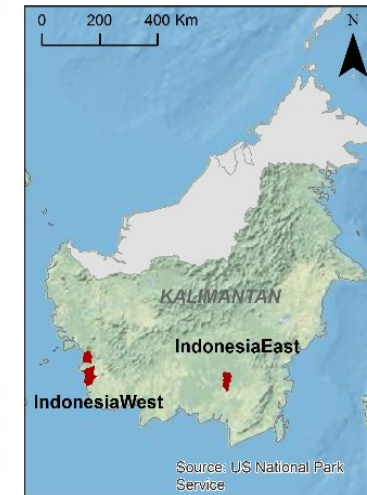 0 200 400 Km
N
KALIMANTAN
IndonesiaEast
IndonesiaWest
Source: US National Park
Service